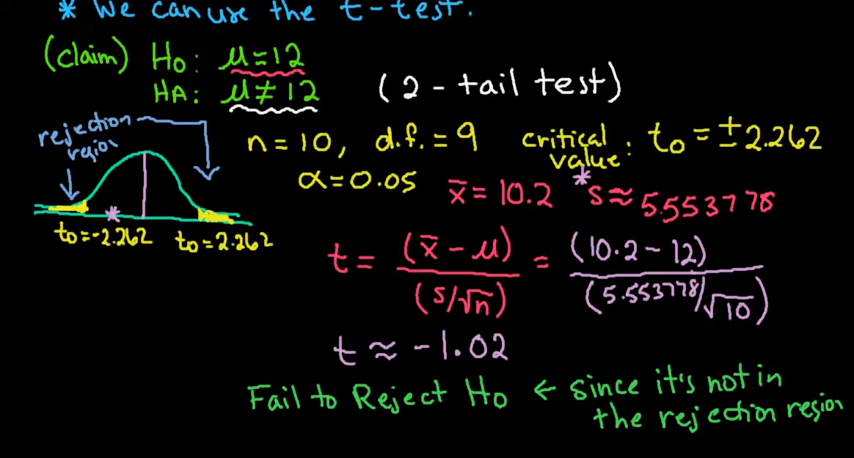 * We can use the t-test.
(claim) H₀: μ=12
HA: μ≠12 (2-tail test)
rejection region
n=10, d.f.=9 critical value: t₀=±2.262
α=0.05
x̄=10.2 * s≈5.553778
t₀=-2.262 t₀=2.262
*
t = (x̄-μ)/(s/√n) = (10.2-12)/(5.553778/√10)
t≈-1.02
Fail to Reject H₀ ← since it's not in
the rejection region